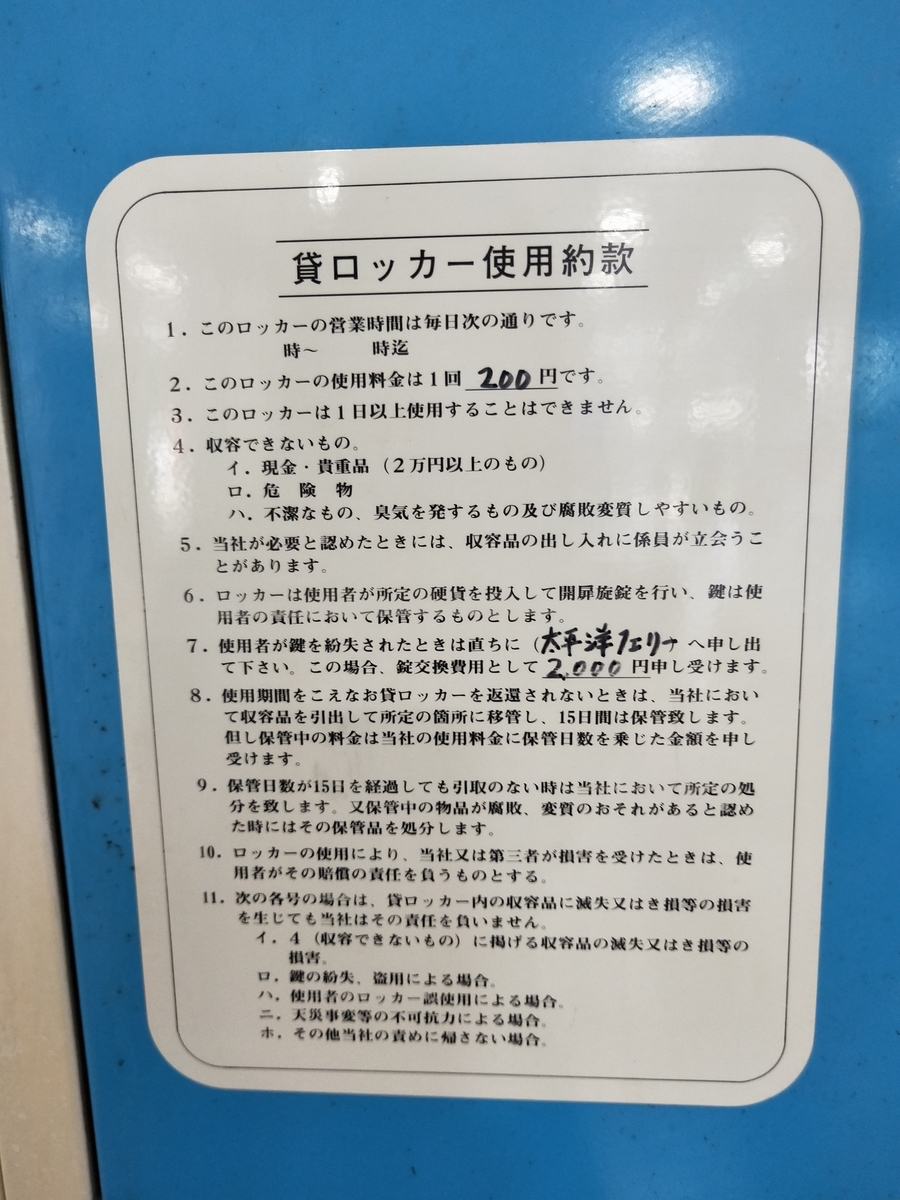 貸ロッカー使用約款
1．このロッカーの営業時間は毎日次の通りです。
時～　　時迄
2．このロッカーの使用料金は1回 200 円です。
3．このロッカーは1日以上使用することはできません。
4．収容できないもの。
イ．現金・貴重品（2万円以上のもの）
ロ．危　険　物
ハ．不潔なもの、臭気を発するもの及び腐敗変質しやすいもの。
5．当社が必要と認めたときには、収容品の出し入れに係員が立会うこ
とがあります。
6．ロッカーは使用者が所定の硬貨を投入して開扉旋錠を行い、鍵は使
用者の責任において保管するものとします。
7．使用者が鍵を紛失されたときは直ちに（太平洋フェリー へ申し出
て下さい。この場合、錠交換費用として 2,000 円申し受けます。
8．使用期間をこえなお貸ロッカーを返還されないときは、当社におい
て収容品を引出して所定の箇所に移管し、15日間は保管致します。
但し保管中の料金は当社の使用料金に保管日数を乗じた金額を申し
受けます。
9．保管日数が15日を経過しても引取のない時は当社において所定の処
分を致します。又保管中の物品が腐敗、変質のおそれがあると認め
た時にはその保管品を処分します。
10．ロッカーの使用により、当社又は第三者が損害を受けたときは、使
用者がその賠償の責任を負うものとする。
11．次の各号の場合は、貸ロッカー内の収容品に滅失又はき損等の損害
を生じても当社はその責任を負いません。
イ．4（収容できないもの）に掲げる収容品の滅失又はき損等の
損害。
ロ．鍵の紛失、盗用による場合。
ハ．使用者のロッカー誤使用による場合。
ニ．天災事変等の不可抗力による場合。
ホ．その他当社の責めに帰さない場合。